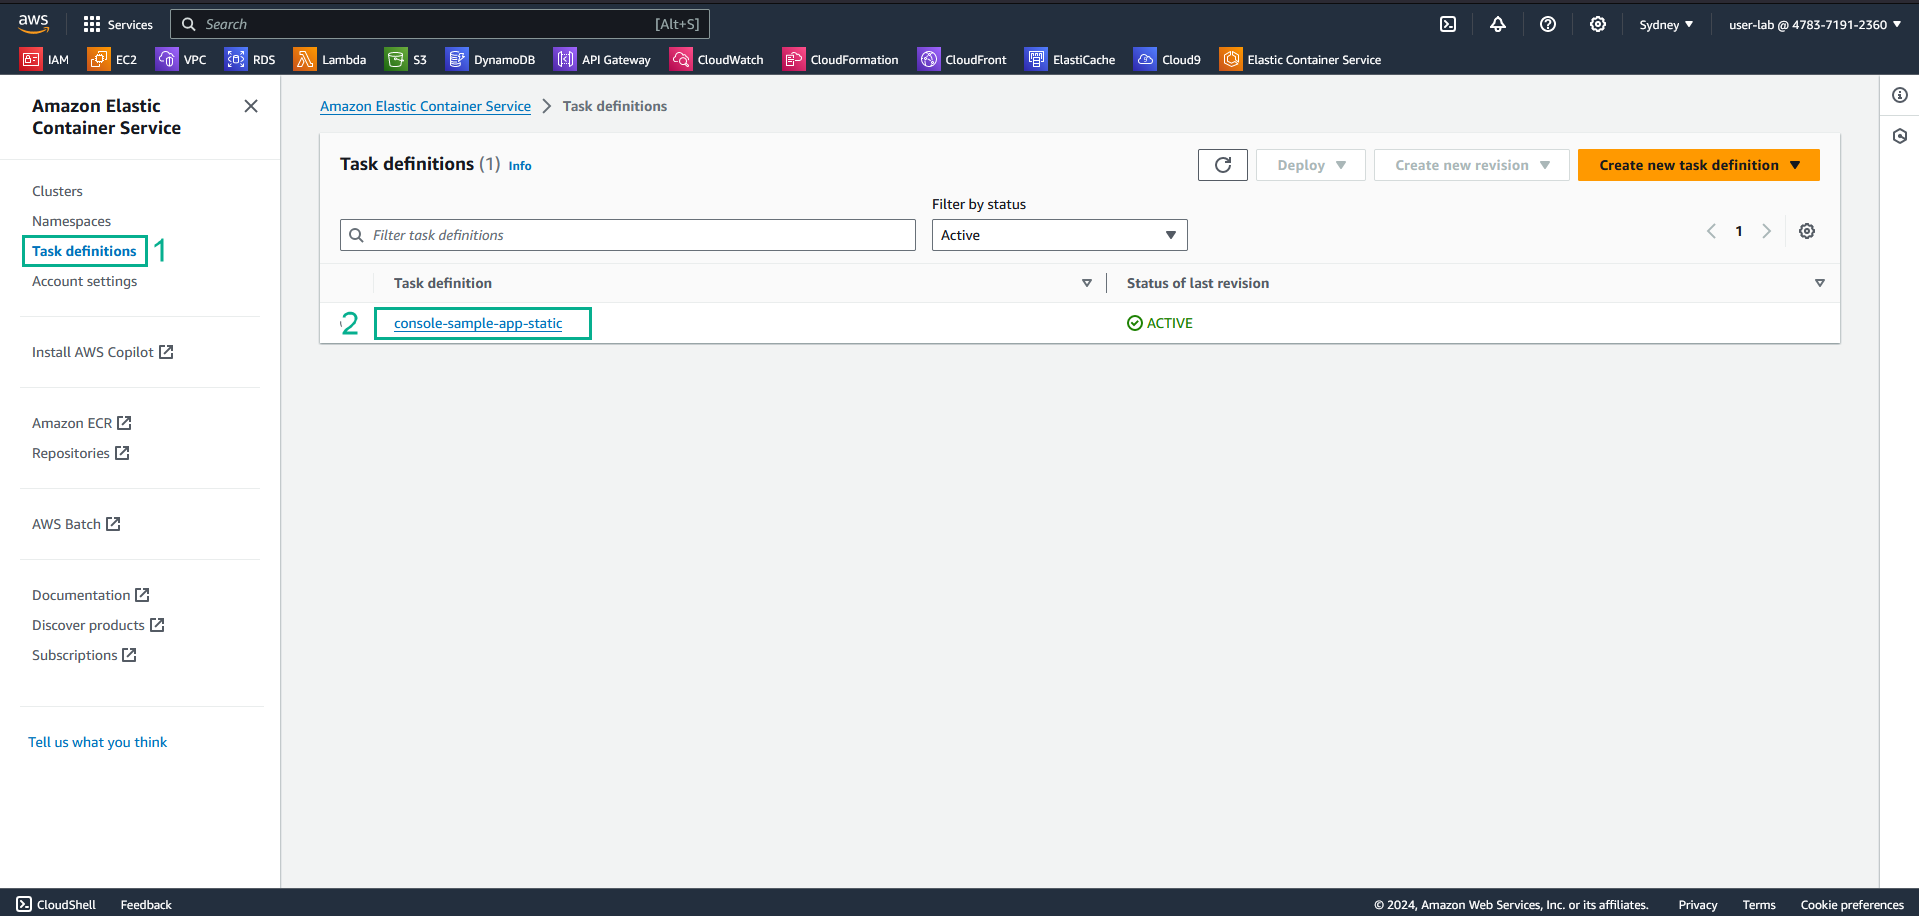 aws
Services
Search [Alt+S]
Sydney
user-lab @ 4783-7191-2360
IAM EC2 VPC RDS Lambda S3 DynamoDB API Gateway CloudWatch CloudFormation CloudFront ElastiCache Cloud9 Elastic Container Service
Amazon Elastic
Container Service
Clusters
Namespaces
Task definitions 1
Account settings
Install AWS Copilot
Amazon ECR
Repositories
AWS Batch
Documentation
Discover products
Subscriptions
Tell us what you think
Amazon Elastic Container Service Task definitions
Task definitions (1) Info
Deploy
Create new revision
Create new task definition
Filter by status
Filter task definitions
Active
1
Task definition Status of last revision
2 console-sample-app-static ACTIVE
CloudShell Feedback
© 2024, Amazon Web Services, Inc. or its affiliates. Privacy Terms Cookie preferences